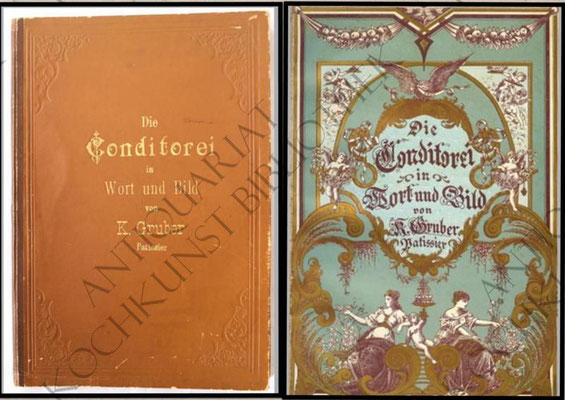 Die
Conditorei
in
Wort und Bild
von
K. Gruber
Patissier
Die
Conditorei
in
Wort und Bild
von
K. Gruber,
Patissier
ANTIQUARIAT
KOCHKUNST BIBLIOTHEK